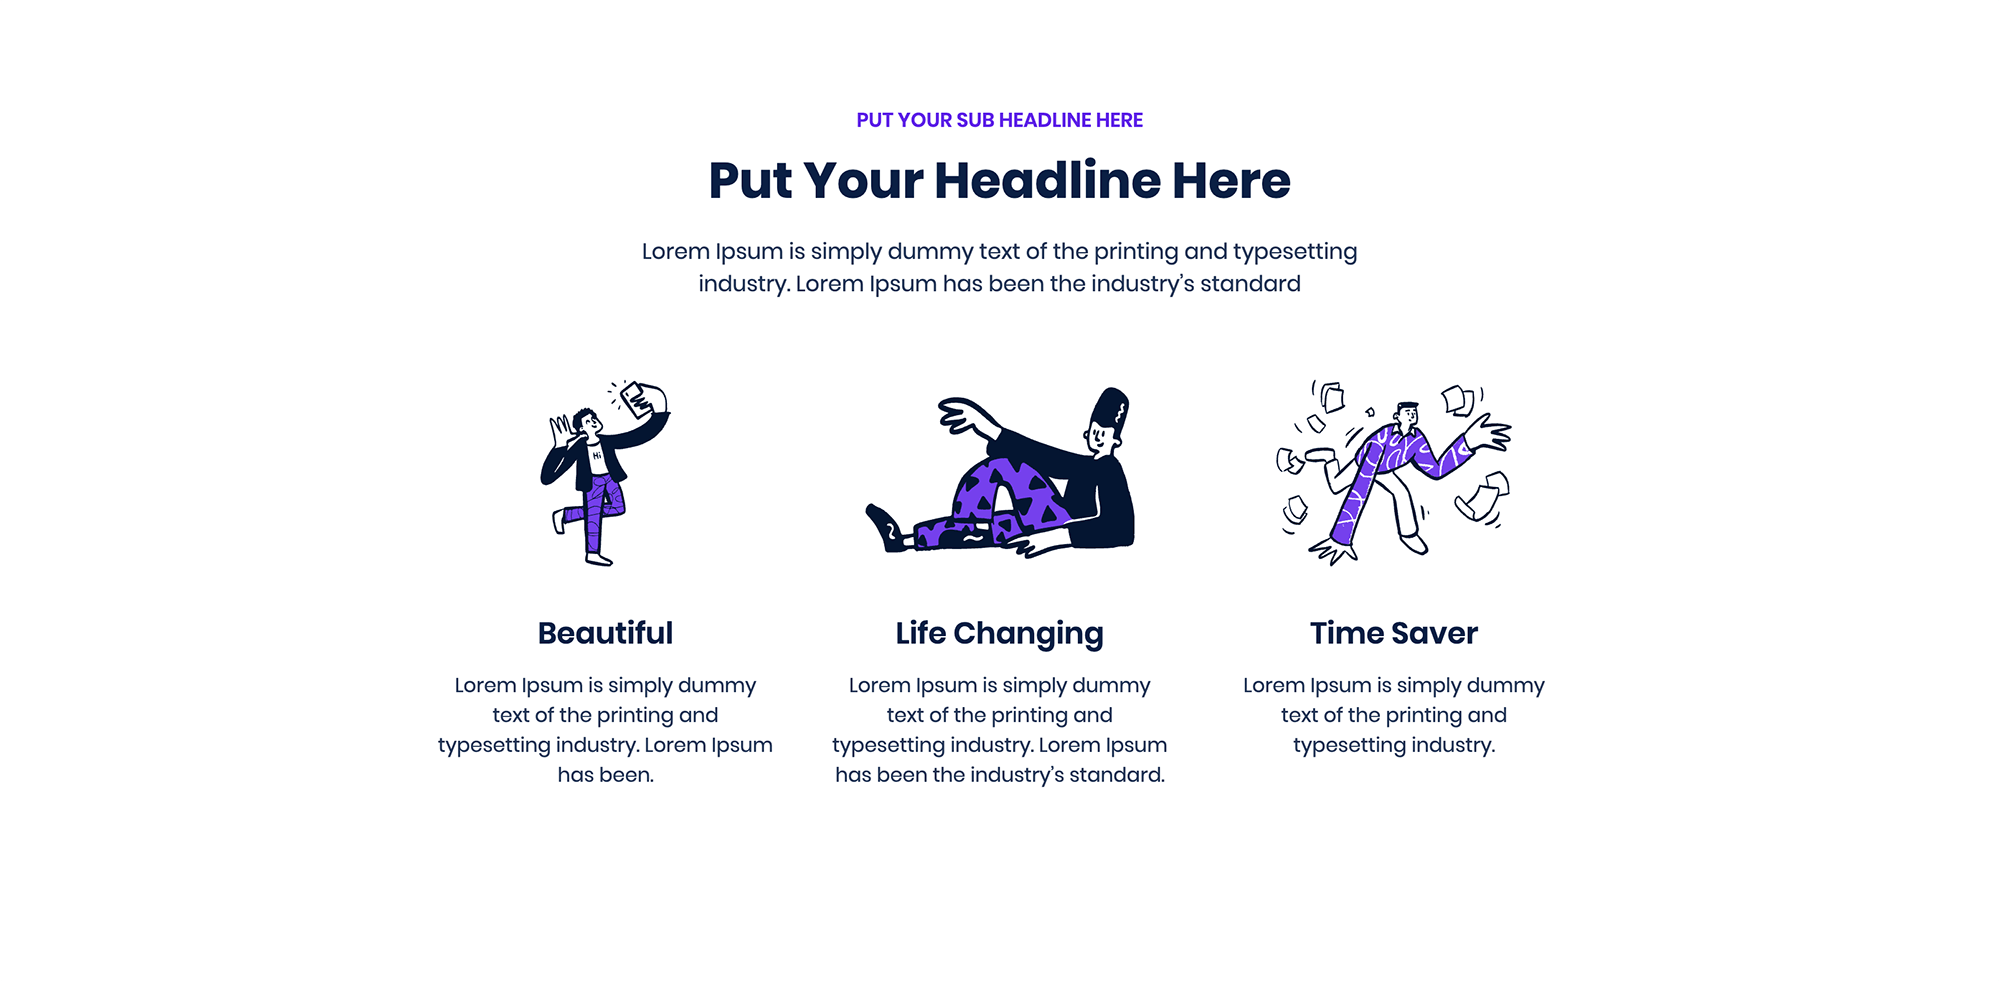 PUT YOUR SUB HEADLINE HERE
Put Your Headline Here
Lorem Ipsum is simply dummy text of the printing and typesetting
industry. Lorem Ipsum has been the industry’s standard
Hi
Beautiful
Lorem Ipsum is simply dummy
text of the printing and
typesetting industry. Lorem Ipsum
has been.
Life Changing
Lorem Ipsum is simply dummy
text of the printing and
typesetting industry. Lorem Ipsum
has been the industry’s standard.
Time Saver
Lorem Ipsum is simply dummy
text of the printing and
typesetting industry.